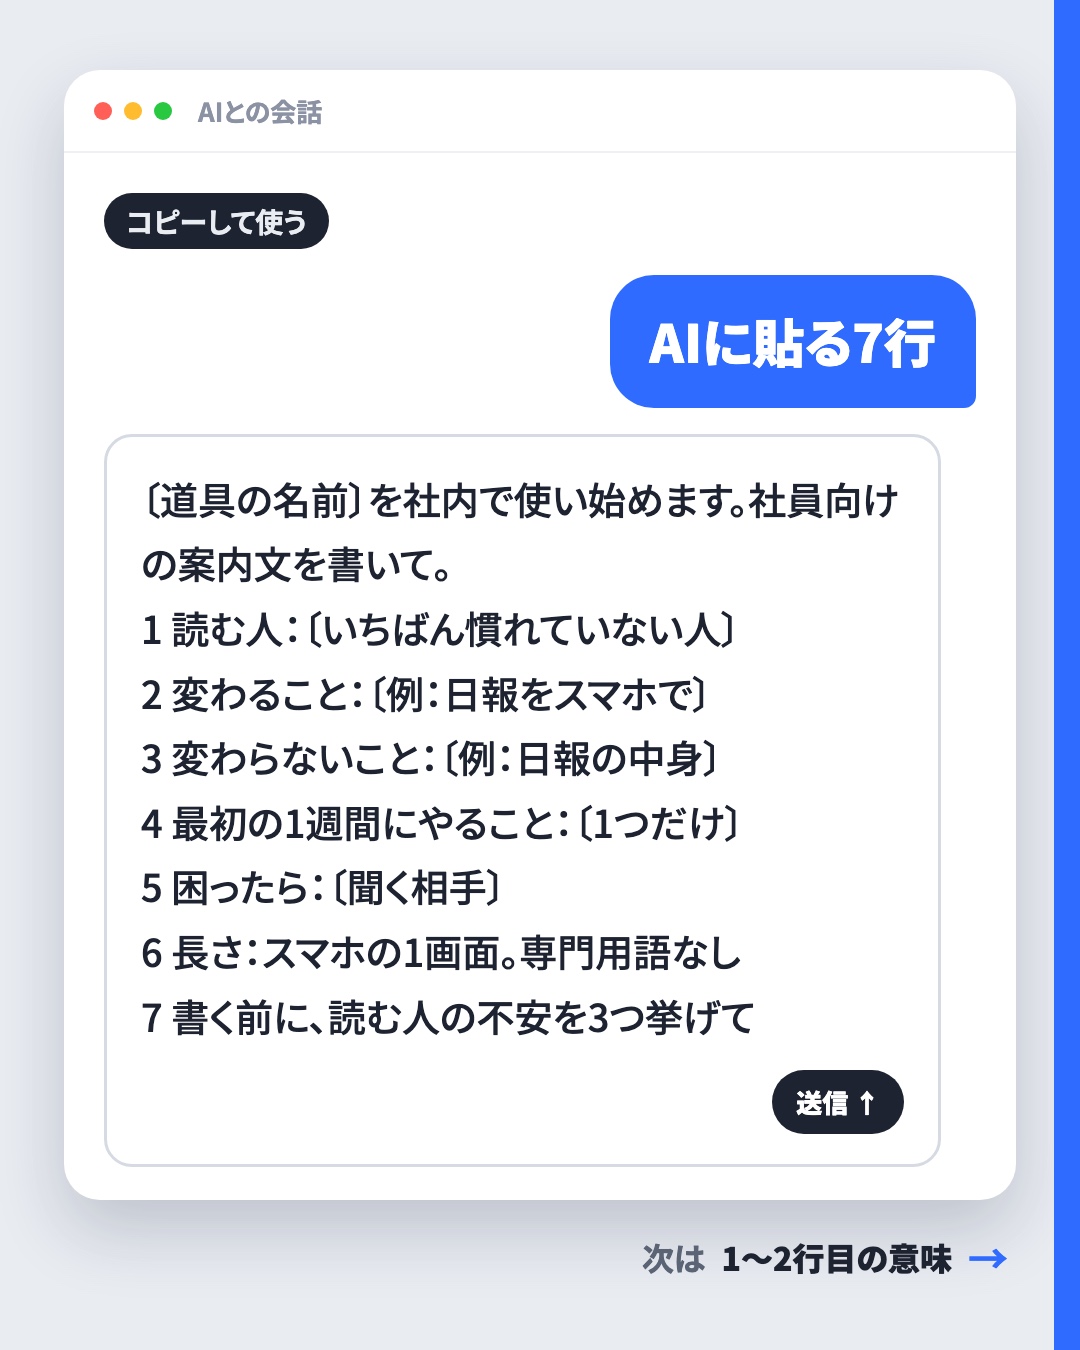 AIとの会話
コピーして使う
AIに貼る7行
〔道具の名前〕を社内で使い始めます。社員向け
の案内文を書いて。
1 読む人：〔いちばん慣れていない人〕
2 変わること：〔例：日報をスマホで〕
3 変わらないこと：〔例：日報の中身〕
4 最初の1週間にやること：〔1つだけ〕
5 困ったら：〔聞く相手〕
6 長さ：スマホの1画面。専門用語なし
7 書く前に、読む人の不安を3つ挙げて
送信 ↑
次は 1〜2行目の意味 →